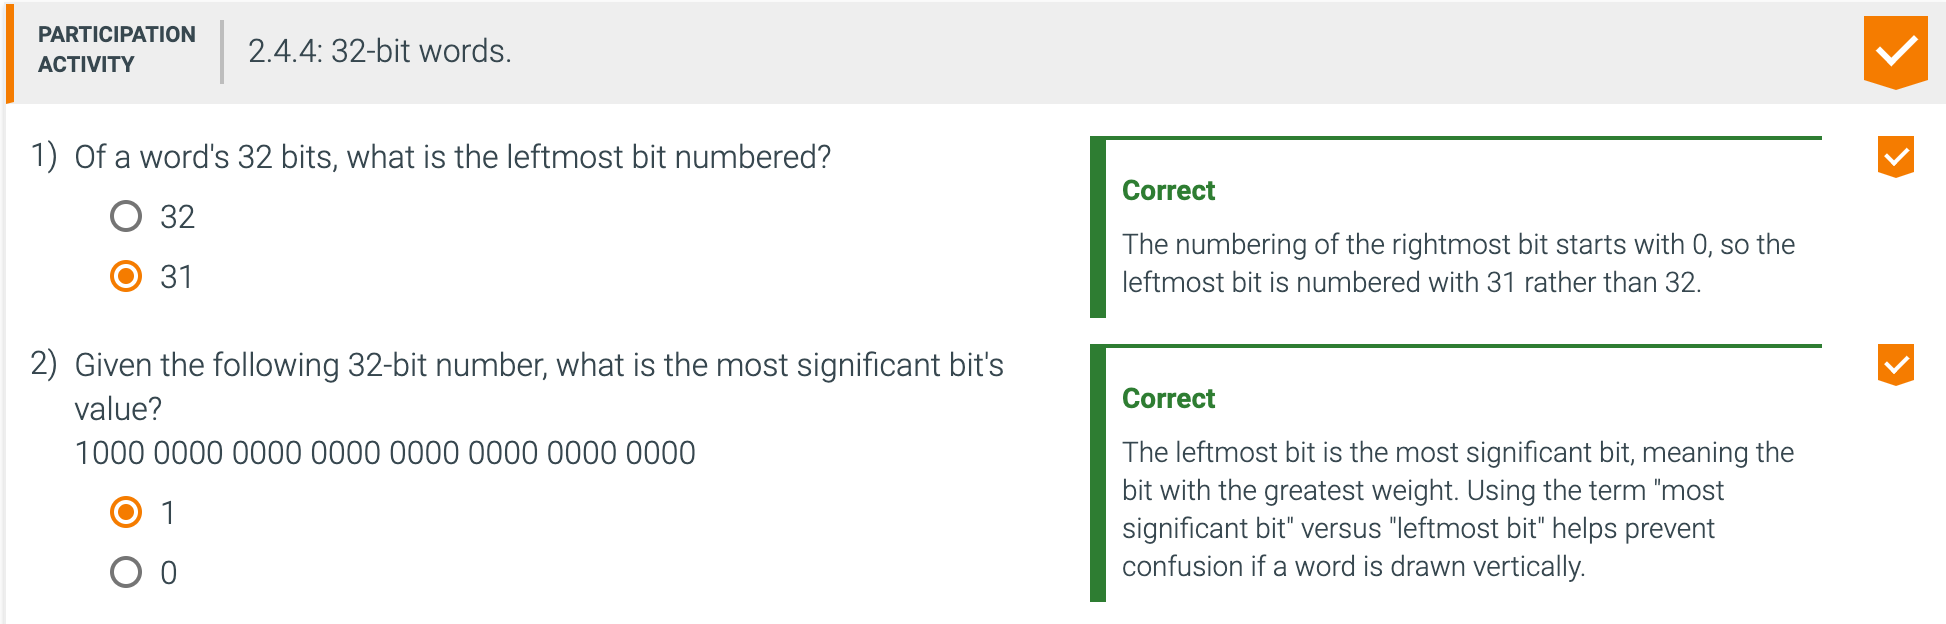 PARTICIPATION
ACTIVITY
2.4.4: 32-bit words.
1) Of a word's 32 bits, what is the leftmost bit numbered?
32
31
Correct
The numbering of the rightmost bit starts with 0, so the
leftmost bit is numbered with 31 rather than 32.
2) Given the following 32-bit number, what is the most significant bit's
value?
1000 0000 0000 0000 0000 0000 0000 0000
1
0
Correct
The leftmost bit is the most significant bit, meaning the
bit with the greatest weight. Using the term "most
significant bit" versus "leftmost bit" helps prevent
confusion if a word is drawn vertically.